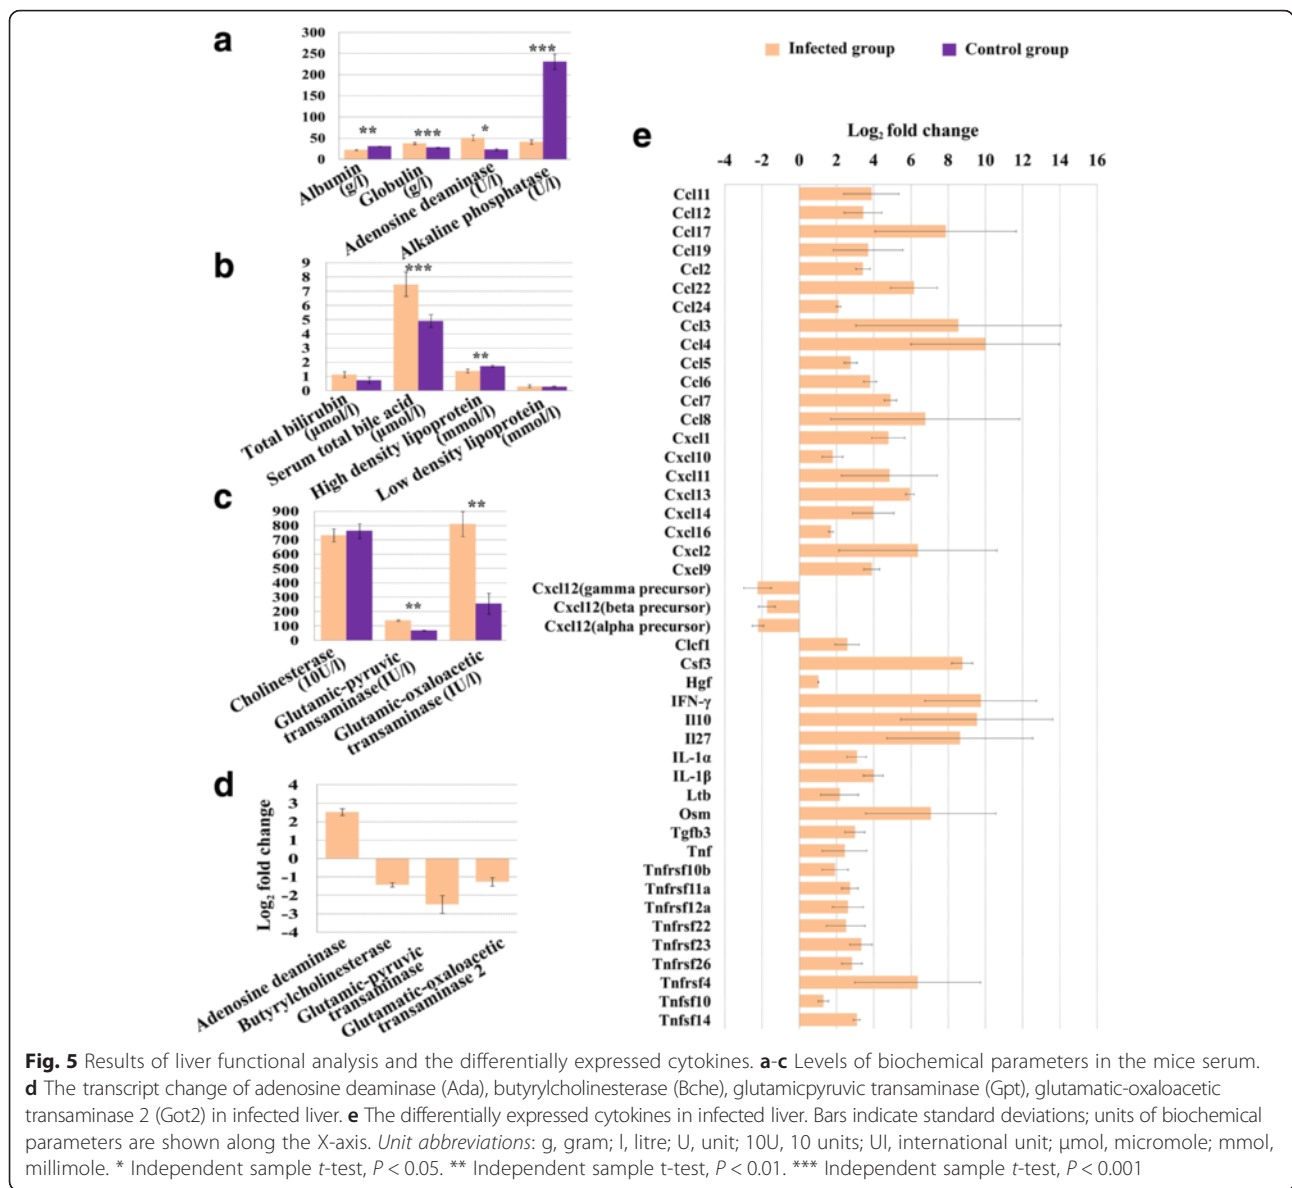 a
300
250
200
150
100
50
0
** *** * ***
Albumin (g/l)
Globulin (g/l)
Adenosine deaminase (U/l)
Alkaline phosphatase (U/l)
Infected group Control group
b
9
8
7
6
5
4
3
2
1
0
*** **
Total bilirubin (μmol/l)
Serum total bile acid (μmol/l)
High density lipoprotein (mmol/l)
Low density lipoprotein (mmol/l)
c
900
800
700
600
500
400
300
200
100
0
** **
Cholinesterase (10U/l)
Glutamic-pyruvic transaminase(IU/l)
Glutamic-oxaloacetic transaminase (IU/l)
d
Log2 fold change
4
3
2
1
0
-1
-2
-3
-4
Adenosine deaminase
Butyrylcholinesterase
Glutamic-pyruvic transaminase
Glutamatic-oxaloacetic transaminase 2
e
Log2 fold change
-4 -2 0 2 4 6 8 10 12 14 16
Ccl11
Ccl12
Ccl17
Ccl19
Ccl2
Ccl22
Ccl24
Ccl3
Ccl4
Ccl5
Ccl6
Ccl7
Ccl8
Cxcl1
Cxcl10
Cxcl11
Cxcl13
Cxcl14
Cxcl16
Cxcl2
Cxcl9
Cxcl12(gamma precursor)
Cxcl12(beta precursor)
Cxcl12(alpha precursor)
Clcf1
Csf3
Hgf
IFN-γ
Il10
Il27
IL-1α
IL-1β
Ltb
Osm
Tgfb3
Tnf
Tnfrsf10b
Tnfrsf11a
Tnfrsf12a
Tnfrsf22
Tnfrsf23
Tnfrsf26
Tnfrsf4
Tnfsf10
Tnfsf14
Fig. 5 Results of liver functional analysis and the differentially expressed cytokines. a-c Levels of biochemical parameters in the mice serum.
d The transcript change of adenosine deaminase (Ada), butyrylcholinesterase (Bche), glutamicpyruvic transaminase (Gpt), glutamatic-oxaloacetic
transaminase 2 (Got2) in infected liver. e The differentially expressed cytokines in infected liver. Bars indicate standard deviations; units of biochemical
parameters are shown along the X-axis. Unit abbreviations: g, gram; l, litre; U, unit; 10U, 10 units; UI, international unit; μmol, micromole; mmol,
millimole. * Independent sample t-test, P < 0.05. ** Independent sample t-test, P < 0.01. *** Independent sample t-test, P < 0.001